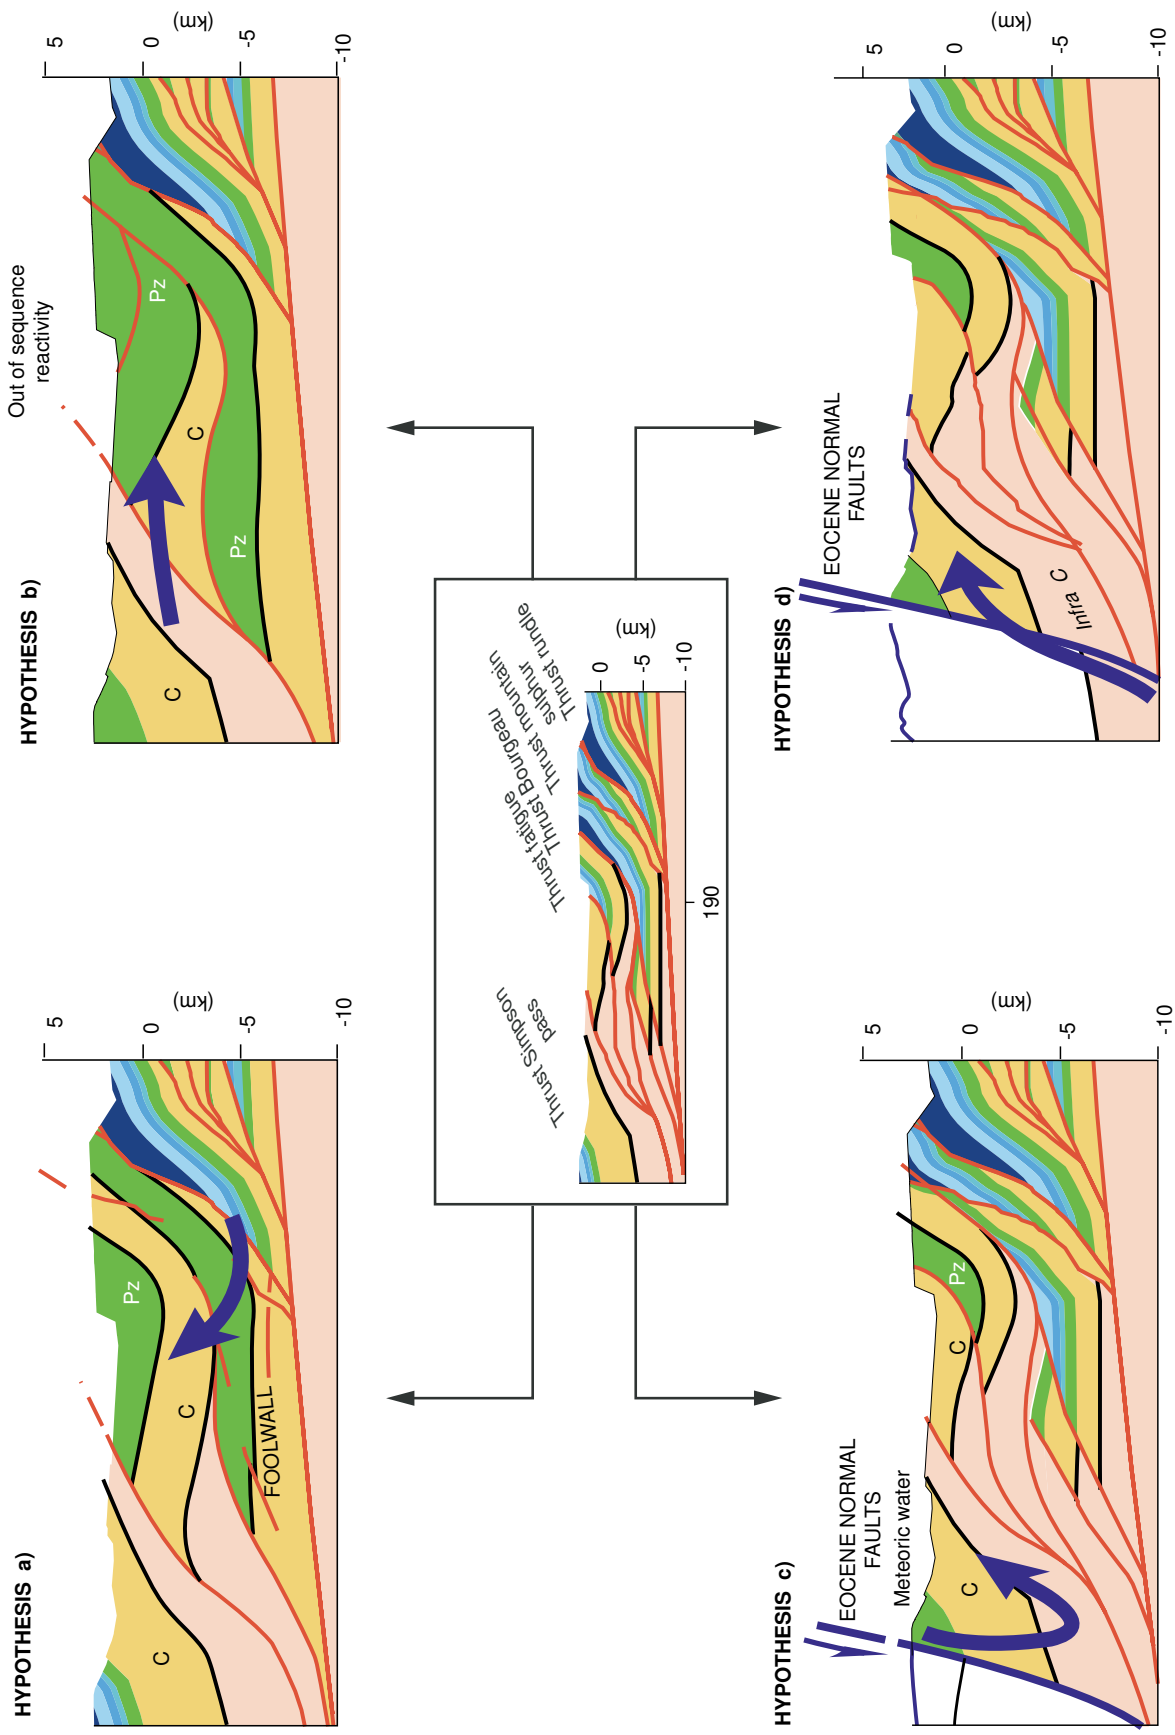 HYPOTHESIS a)
5
0
-5
-10
(km)
Pz
C
C
FOOLWALL
HYPOTHESIS b)
Out of sequence
reactivity
5
0
-5
-10
(km)
Pz
C
Pz
C
Thrust Simpson
pass
Thrust fatigue
Thrust Bourgeau
Thrust mountain
sulphur
Thrust rundle
0
-5
-10
(km)
190
HYPOTHESIS c)
EOCENE NORMAL
FAULTS
Meteoric water
5
0
-5
-10
(km)
Pz
C
C
HYPOTHESIS d)
EOCENE NORMAL
FAULTS
5
0
-5
-10
(km)
Infra C